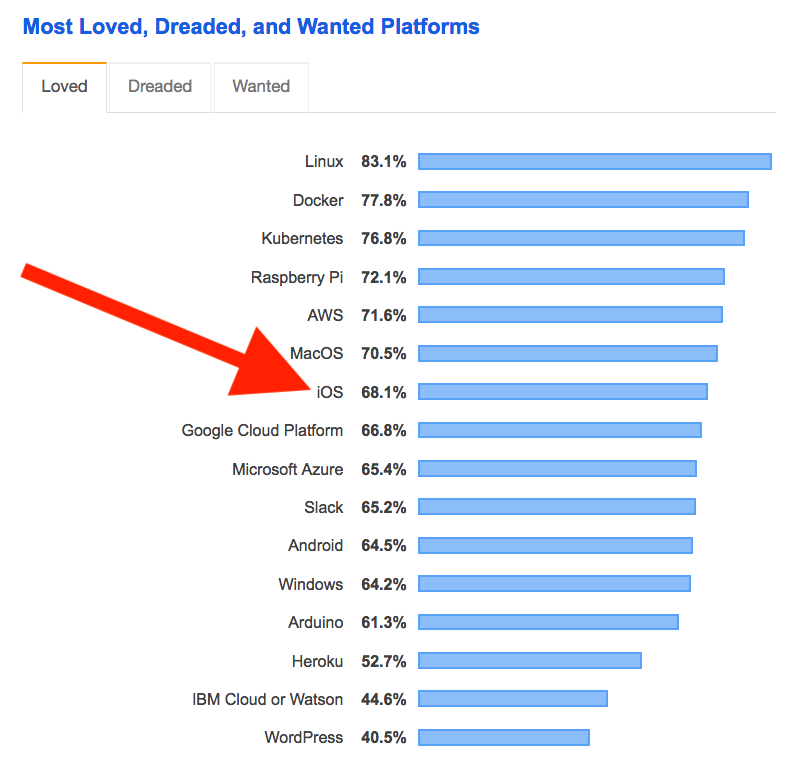 Most Loved, Dreaded, and Wanted Platforms
Loved Dreaded Wanted
Linux 83.1%
Docker 77.8%
Kubernetes 76.8%
Raspberry Pi 72.1%
AWS 71.6%
MacOS 70.5%
iOS 68.1%
Google Cloud Platform 66.8%
Microsoft Azure 65.4%
Slack 65.2%
Android 64.5%
Windows 64.2%
Arduino 61.3%
Heroku 52.7%
IBM Cloud or Watson 44.6%
WordPress 40.5%